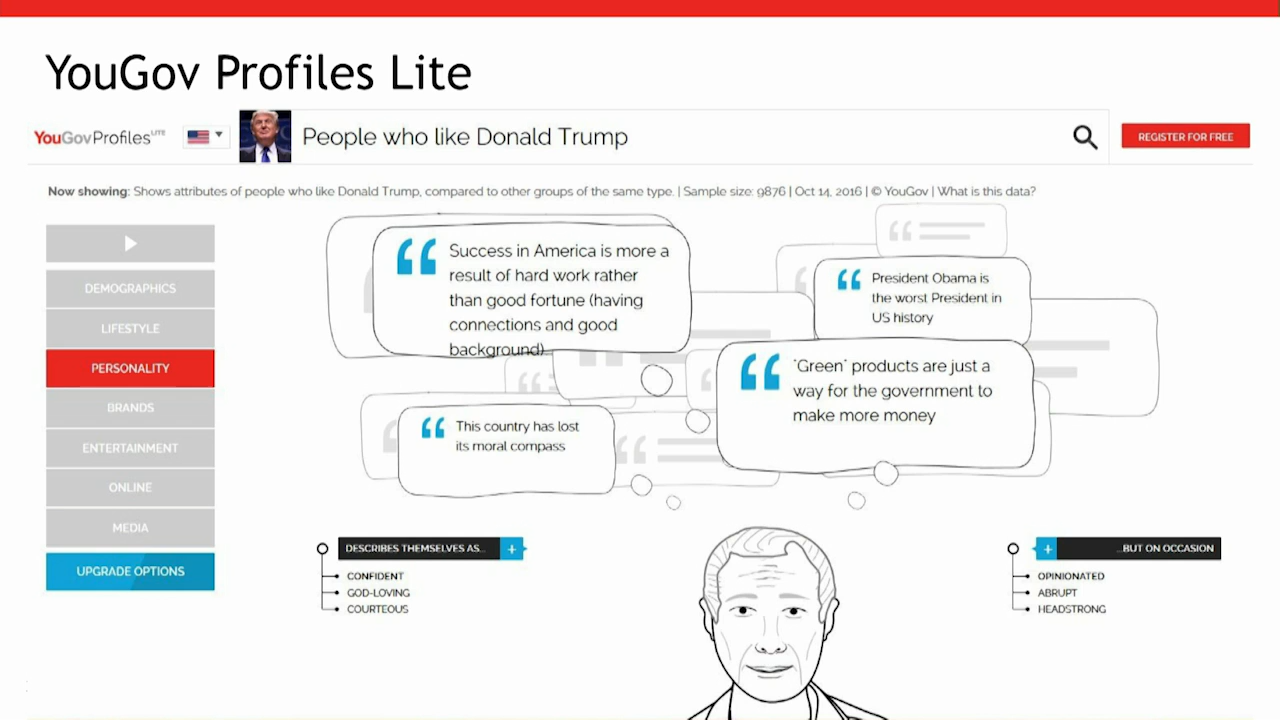 YouGov Profiles Lite
YouGovProfiles LITE
People who like Donald Trump
REGISTER FOR FREE
Now showing: Shows attributes of people who like Donald Trump, compared to other groups of the same type. | Sample size: 9876 | Oct 14, 2016 | © YouGov | What is this data?
DEMOGRAPHICS
LIFESTYLE
PERSONALITY
BRANDS
ENTERTAINMENT
ONLINE
MEDIA
UPGRADE OPTIONS
“ Success in America is more a
result of hard work rather
than good fortune (having
connections and good
background)
“ President Obama is
the worst President in
US history
“ "Green" products are just a
way for the government to
make more money
“ This country has lost
its moral compass
DESCRIBES THEMSELVES AS... +
CONFIDENT
GOD-LOVING
COURTEOUS
+ ...BUT ON OCCASION
OPINIONATED
ABRUPT
HEADSTRONG